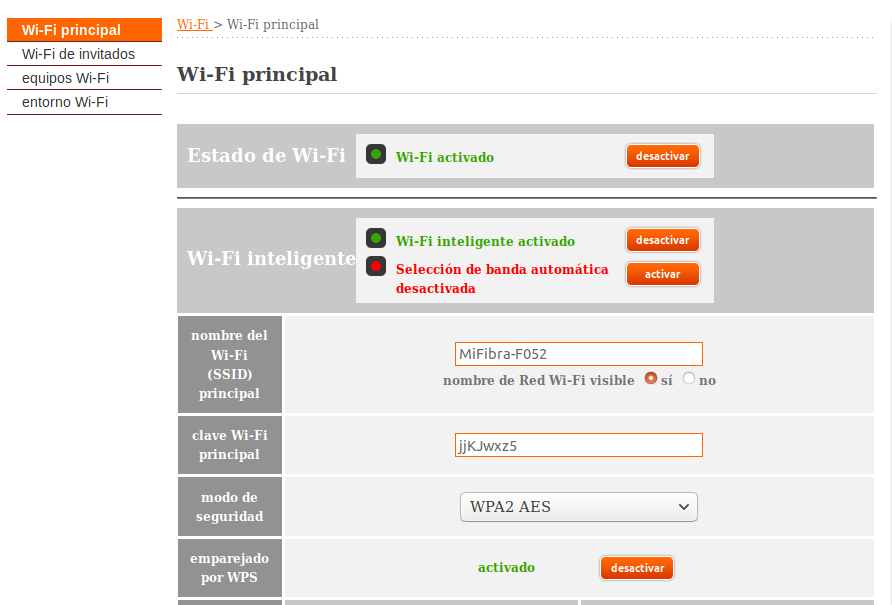 Wi-Fi principal
Wi-Fi de invitados
equipos Wi-Fi
entorno Wi-Fi
Wi-Fi > Wi-Fi principal
Wi-Fi principal
Estado de Wi-Fi
Wi-Fi activado
desactivar
Wi-Fi inteligente
Wi-Fi inteligente activado
desactivar
Selección de banda automática
desactivada
activar
nombre del
Wi-Fi
(SSID)
principal
MiFibra-F052
nombre de Red Wi-Fi visible sí no
clave Wi-Fi
principal
jjKJwxz5
modo de
seguridad
WPA2 AES
emparejado
por WPS
activado
desactivar